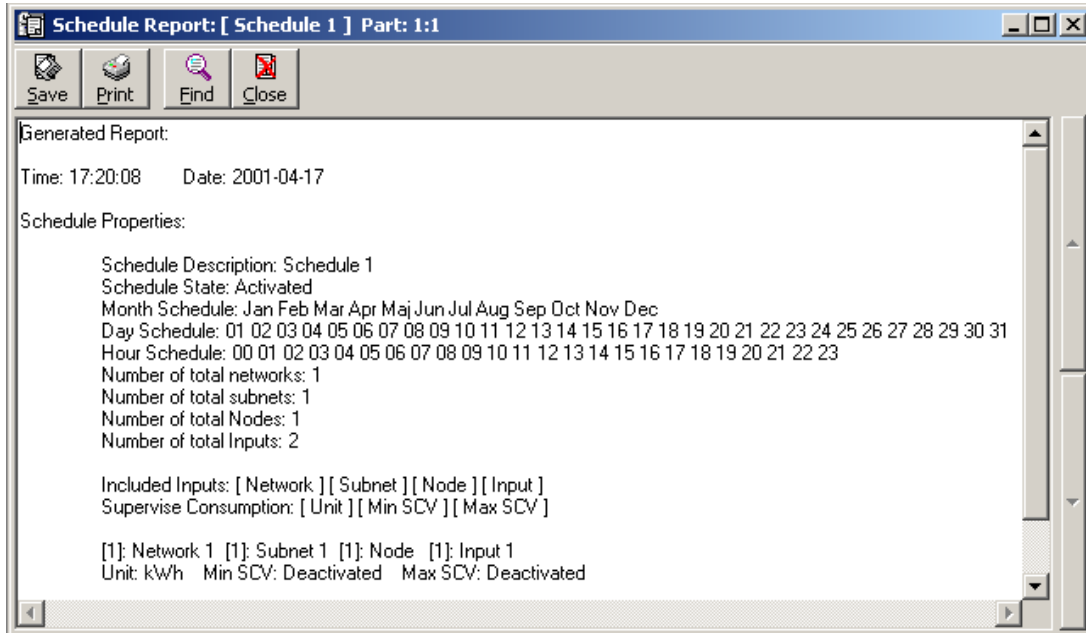 Schedule Report: [ Schedule 1 ] Part: 1:1
Save Print Find Close
Generated Report:
Time: 17:20:08 Date: 2001-04-17
Schedule Properties:
Schedule Description: Schedule 1
Schedule State: Activated
Month Schedule: Jan Feb Mar Apr Maj Jun Jul Aug Sep Oct Nov Dec
Day Schedule: 01 02 03 04 05 06 07 08 09 10 11 12 13 14 15 16 17 18 19 20 21 22 23 24 25 26 27 28 29 30 31
Hour Schedule: 00 01 02 03 04 05 06 07 08 09 10 11 12 13 14 15 16 17 18 19 20 21 22 23
Number of total networks: 1
Number of total subnets: 1
Number of total Nodes: 1
Number of total Inputs: 2
Included Inputs: [ Network ] [ Subnet ] [ Node ] [ Input ]
Supervise Consumption: [ Unit ] [ Min SCV ] [ Max SCV ]
[1]: Network 1 [1]: Subnet 1 [1]: Node [1]: Input 1
Unit: kWh Min SCV: Deactivated Max SCV: Deactivated